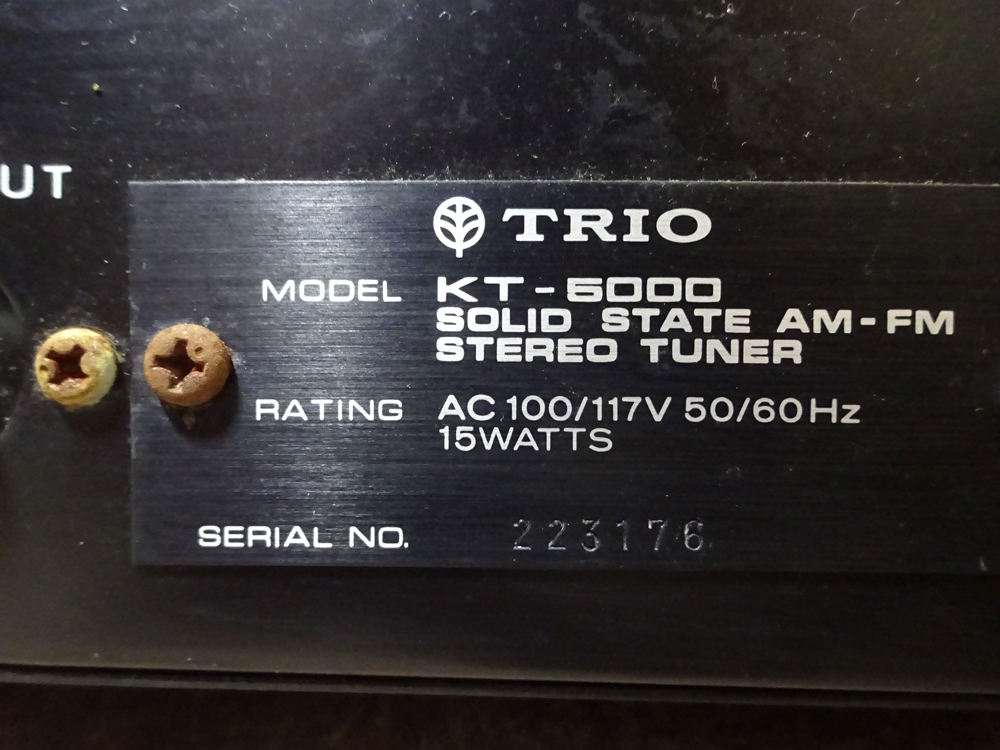 UT
TRIO
MODEL KT-5000
SOLID STATE AM-FM
STEREO TUNER
RATING AC 100/117V 50/60Hz
15WATTS
SERIAL NO. 223176